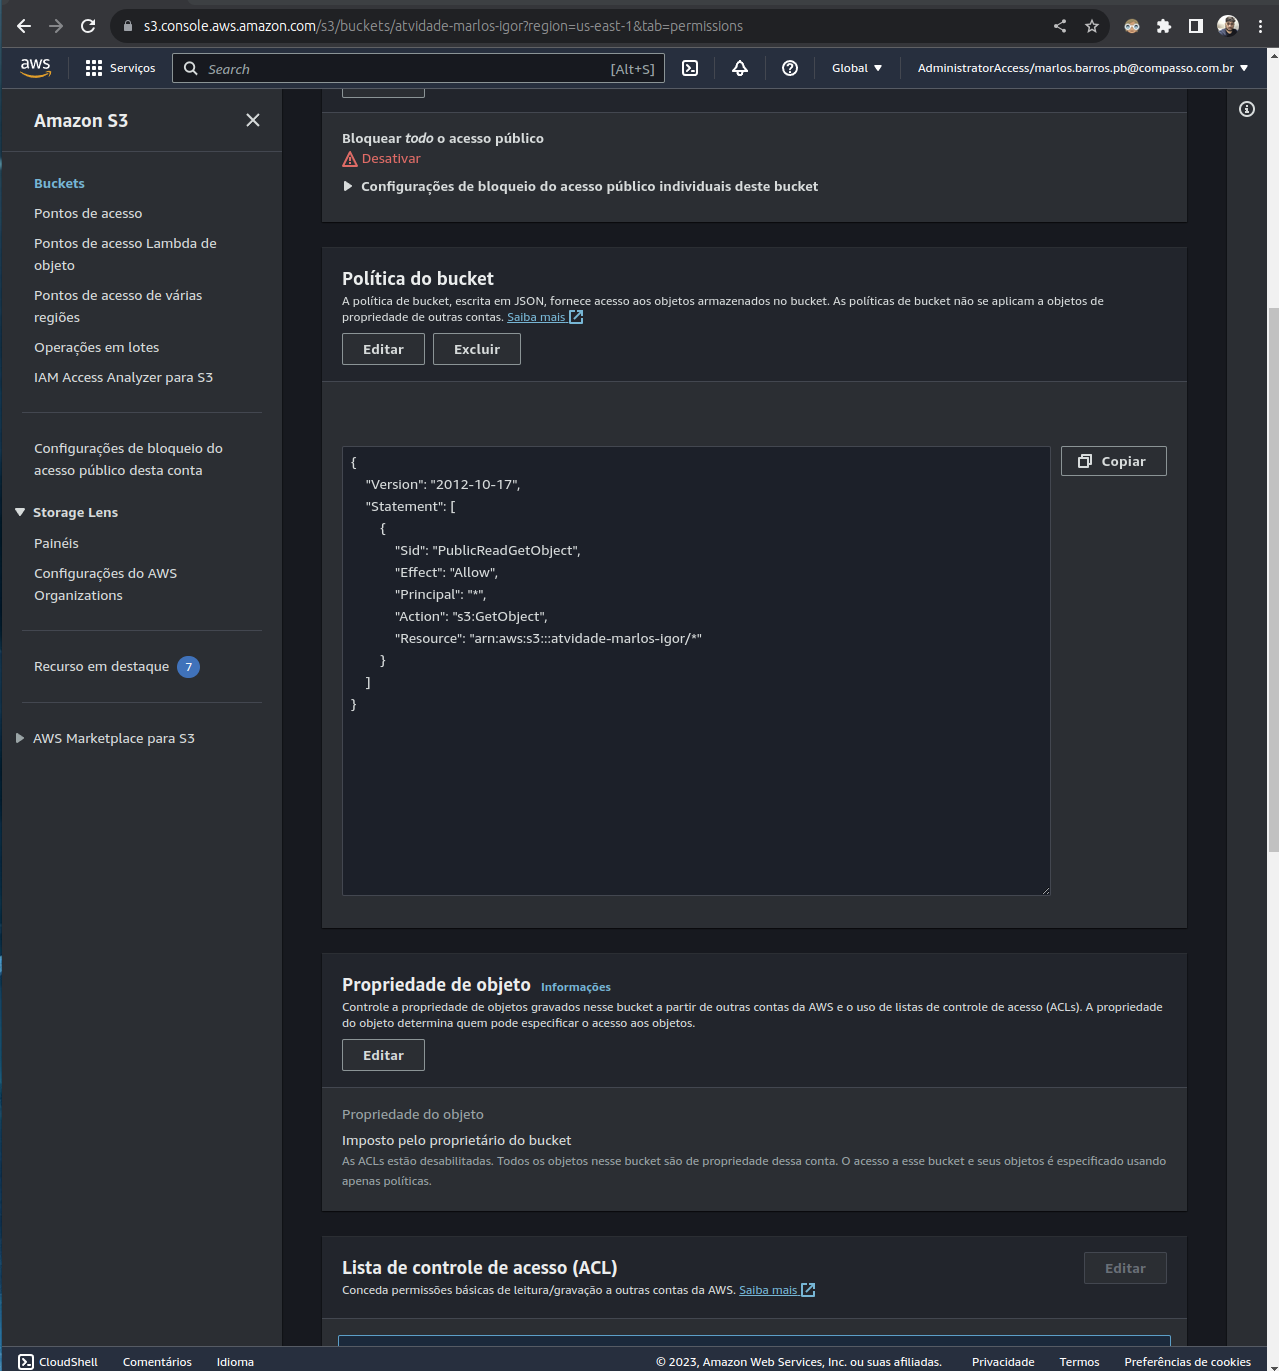 s3.console.aws.amazon.com/s3/buckets/atvidade-marlos-igor?region=us-east-1&tab=permissions
aws
Serviços
Search
[Alt+S]
Global
AdministratorAccess/marlos.barros.pb@compasso.com.br
Amazon S3
Buckets
Pontos de acesso
Pontos de acesso Lambda de
objeto
Pontos de acesso de várias
regiões
Operações em lotes
IAM Access Analyzer para S3
Configurações de bloqueio do
acesso público desta conta
Storage Lens
Painéis
Configurações do AWS
Organizations
Recurso em destaque 7
AWS Marketplace para S3
Bloquear todo o acesso público
Desativar
Configurações de bloqueio do acesso público individuais deste bucket
Política do bucket
A política de bucket, escrita em JSON, fornece acesso aos objetos armazenados no bucket. As políticas de bucket não se aplicam a objetos de
propriedade de outras contas. Saiba mais
Editar
Excluir
Copiar
{
"Version": "2012-10-17",
"Statement": [
{
"Sid": "PublicReadGetObject",
"Effect": "Allow",
"Principal": "*",
"Action": "s3:GetObject",
"Resource": "arn:aws:s3:::atvidade-marlos-igor/*"
}
]
}
Propriedade de objeto Informações
Controle a propriedade de objetos gravados nesse bucket a partir de outras contas da AWS e o uso de listas de controle de acesso (ACLs). A propriedade
do objeto determina quem pode especificar o acesso aos objetos.
Editar
Propriedade do objeto
Imposto pelo proprietário do bucket
As ACLs estão desabilitadas. Todos os objetos nesse bucket são de propriedade dessa conta. O acesso a esse bucket e seus objetos é especificado usando
apenas políticas.
Lista de controle de acesso (ACL)
Editar
Conceda permissões básicas de leitura/gravação a outras contas da AWS. Saiba mais
CloudShell
Comentários
Idioma
© 2023, Amazon Web Services, Inc. ou suas afiliadas.
Privacidade
Termos
Preferências de cookies